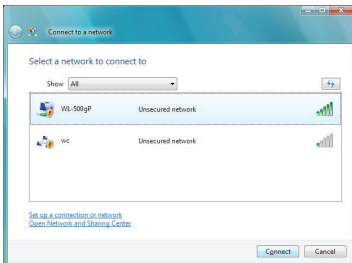 Connect to a network
Select a network to connect to
Show All
WL-500gP Unsecured network
wc Unsecured network
Set up a connection or network
Open Network and Sharing Center
Connect Cancel